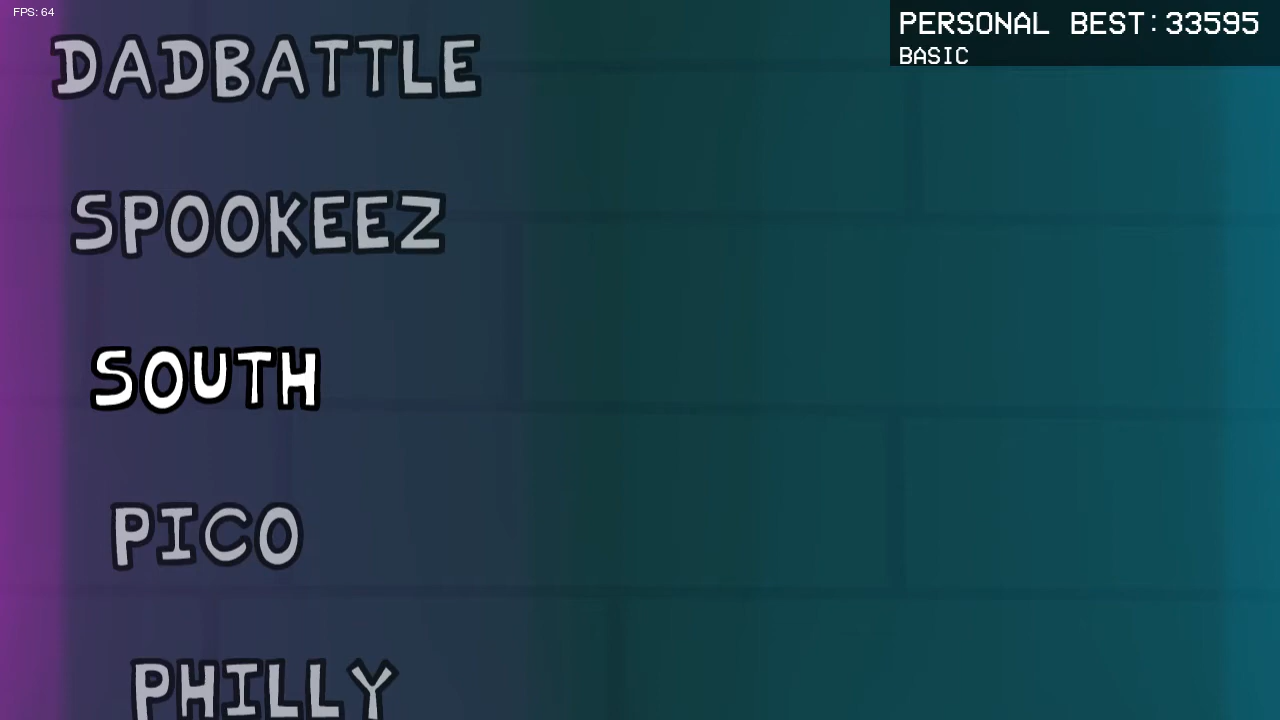 FPS: 64
PERSONAL BEST:33595
BASIC
DADBATTLE
SPOOKEEZ
SOUTH
PICO
PHILLY